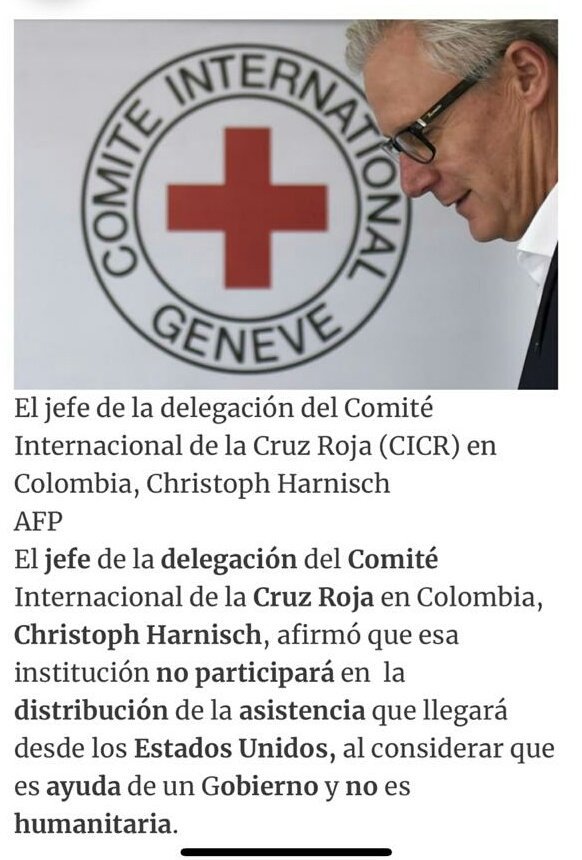 COMITE INTERNATIONAL
GENEVE
El jefe de la delegación del Comité
Internacional de la Cruz Roja (CICR) en
Colombia, Christoph Harnisch
AFP
El jefe de la delegación del Comité
Internacional de la Cruz Roja en Colombia,
Christoph Harnisch, afirmó que esa
institución no participará en la
distribución de la asistencia que llegará
desde los Estados Unidos, al considerar que
es ayuda de un Gobierno y no es
humanitaria.